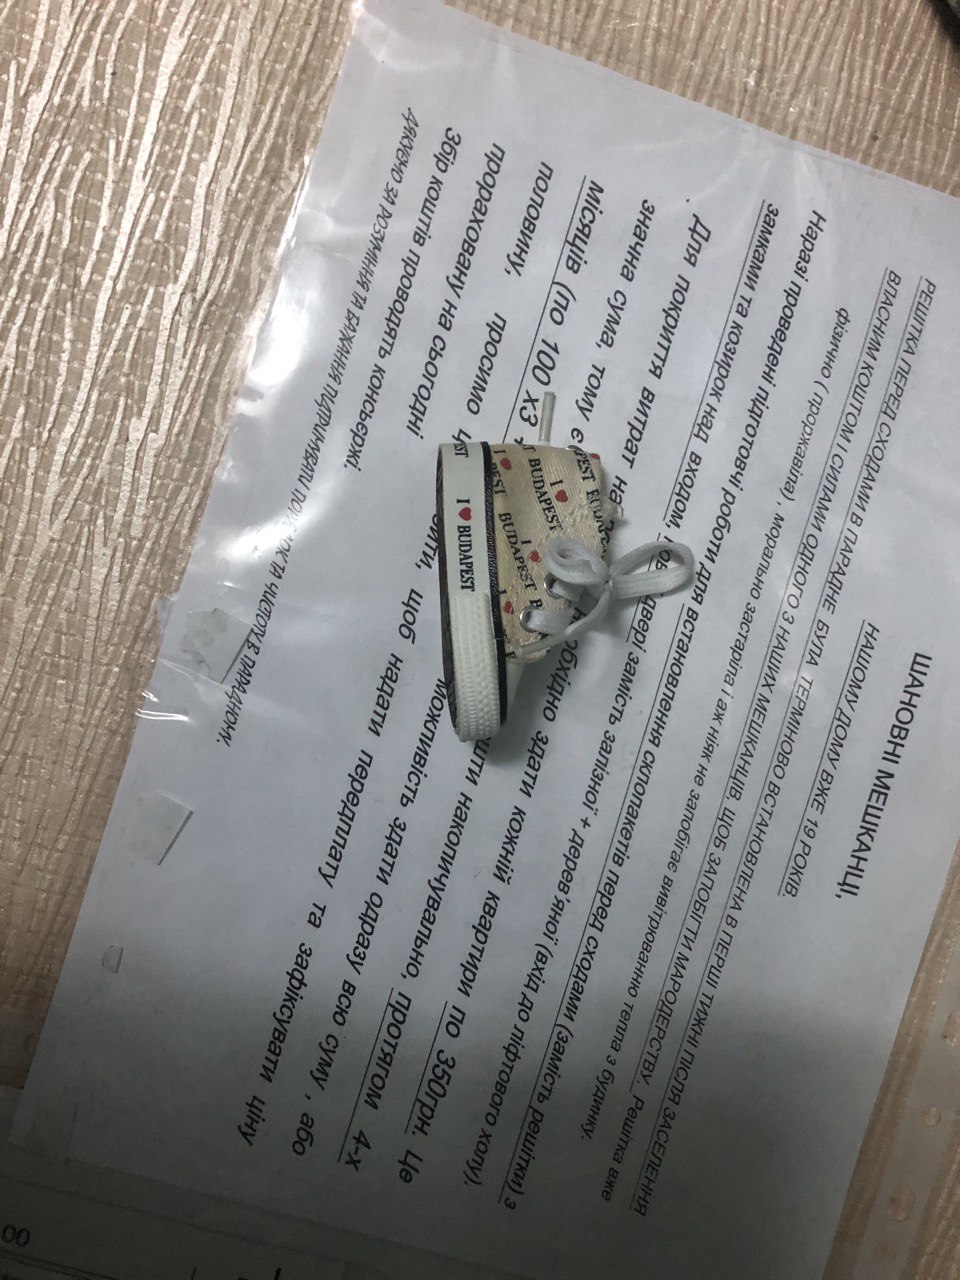 ШАНОВНІ МЕШКАНЦІ,
НАШОМУ ДОМУ ВЖЕ 19 РОКІВ.
РЕШІТКА ПЕРЕД СХОДАМИ В ПАРАДНЕ БУЛА ТЕРМІНОВО ВСТАНОВЛЕНА В ПЕРШІ ТИЖНІ ПІСЛЯ ЗАСЕЛЕННЯ
ВЛАСНИМ КОШТОМ І СИЛАМИ ОДНОГО З НАШИХ МЕШКАНЦІВ, ЩОБ ЗАПОБІГТИ МАРОДЕРСТВУ. Решітка вже
фізично ( проржавіла) , морально застаріла і аж ніяк не запобігає вивітрюванню тепла з будинку.
Наразі проведені підготовчі роботи для встановлення склопакетів перед сходами (замість решітки) з
замками та козирок над входом, двері замість залізної + дерев'яної (вхід до ліфтового холу).
Для покриття витрат на
значна сума, тому є здати кожній квартирі по 350грн. Це
накопичувально, протягом 4-х
Місяців (по 100 х3 + можливість здати одразу всю суму , або
половину, просимо щоб надати передплату та зафіксувати ціну
прораховану на сьогодні
Збір коштів проводять консьєржі.
ДЯКУЄМО ЗА РОЗУМІННЯ ТА БАЖАННЯ ПІДТРИМУВАТИ ПОРЯДОК ТА ЧИСТОТУ В ПАРАДНОМУ.
I ❤ BUDAPEST
I ❤
BUDAPEST
I ❤
BUDAPEST
00